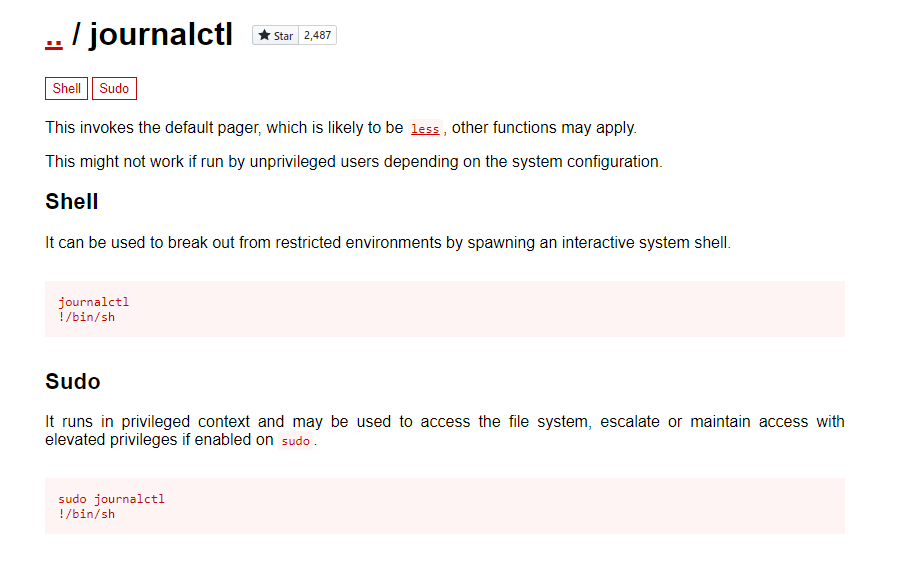 .. / journalctl Star 2,487
Shell Sudo
This invokes the default pager, which is likely to be less, other functions may apply.
This might not work if run by unprivileged users depending on the system configuration.
Shell
It can be used to break out from restricted environments by spawning an interactive system shell.
journalctl
!/bin/sh
Sudo
It runs in privileged context and may be used to access the file system, escalate or maintain access with
elevated privileges if enabled on sudo.
sudo journalctl
!/bin/sh